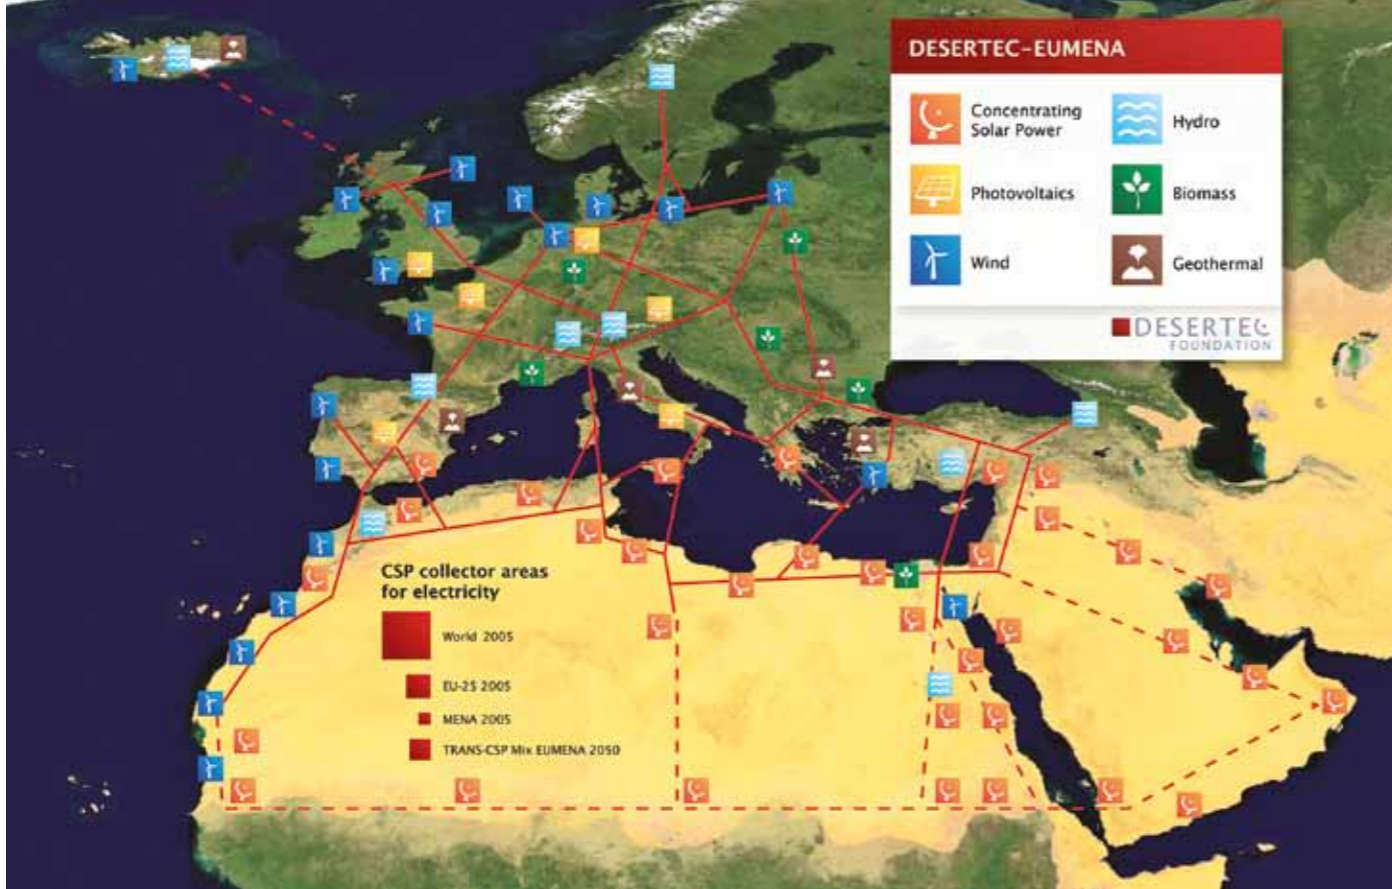 DESERTEC-EUMENA
Concentrating
Solar Power
Hydro
Photovoltaics
Biomass
Wind
Geothermal
DESERTEC
FOUNDATION
CSP collector areas
for electricity
World 2005
EU-25 2005
MENA 2005
TRANS-CSP Mix EUMENA 2050